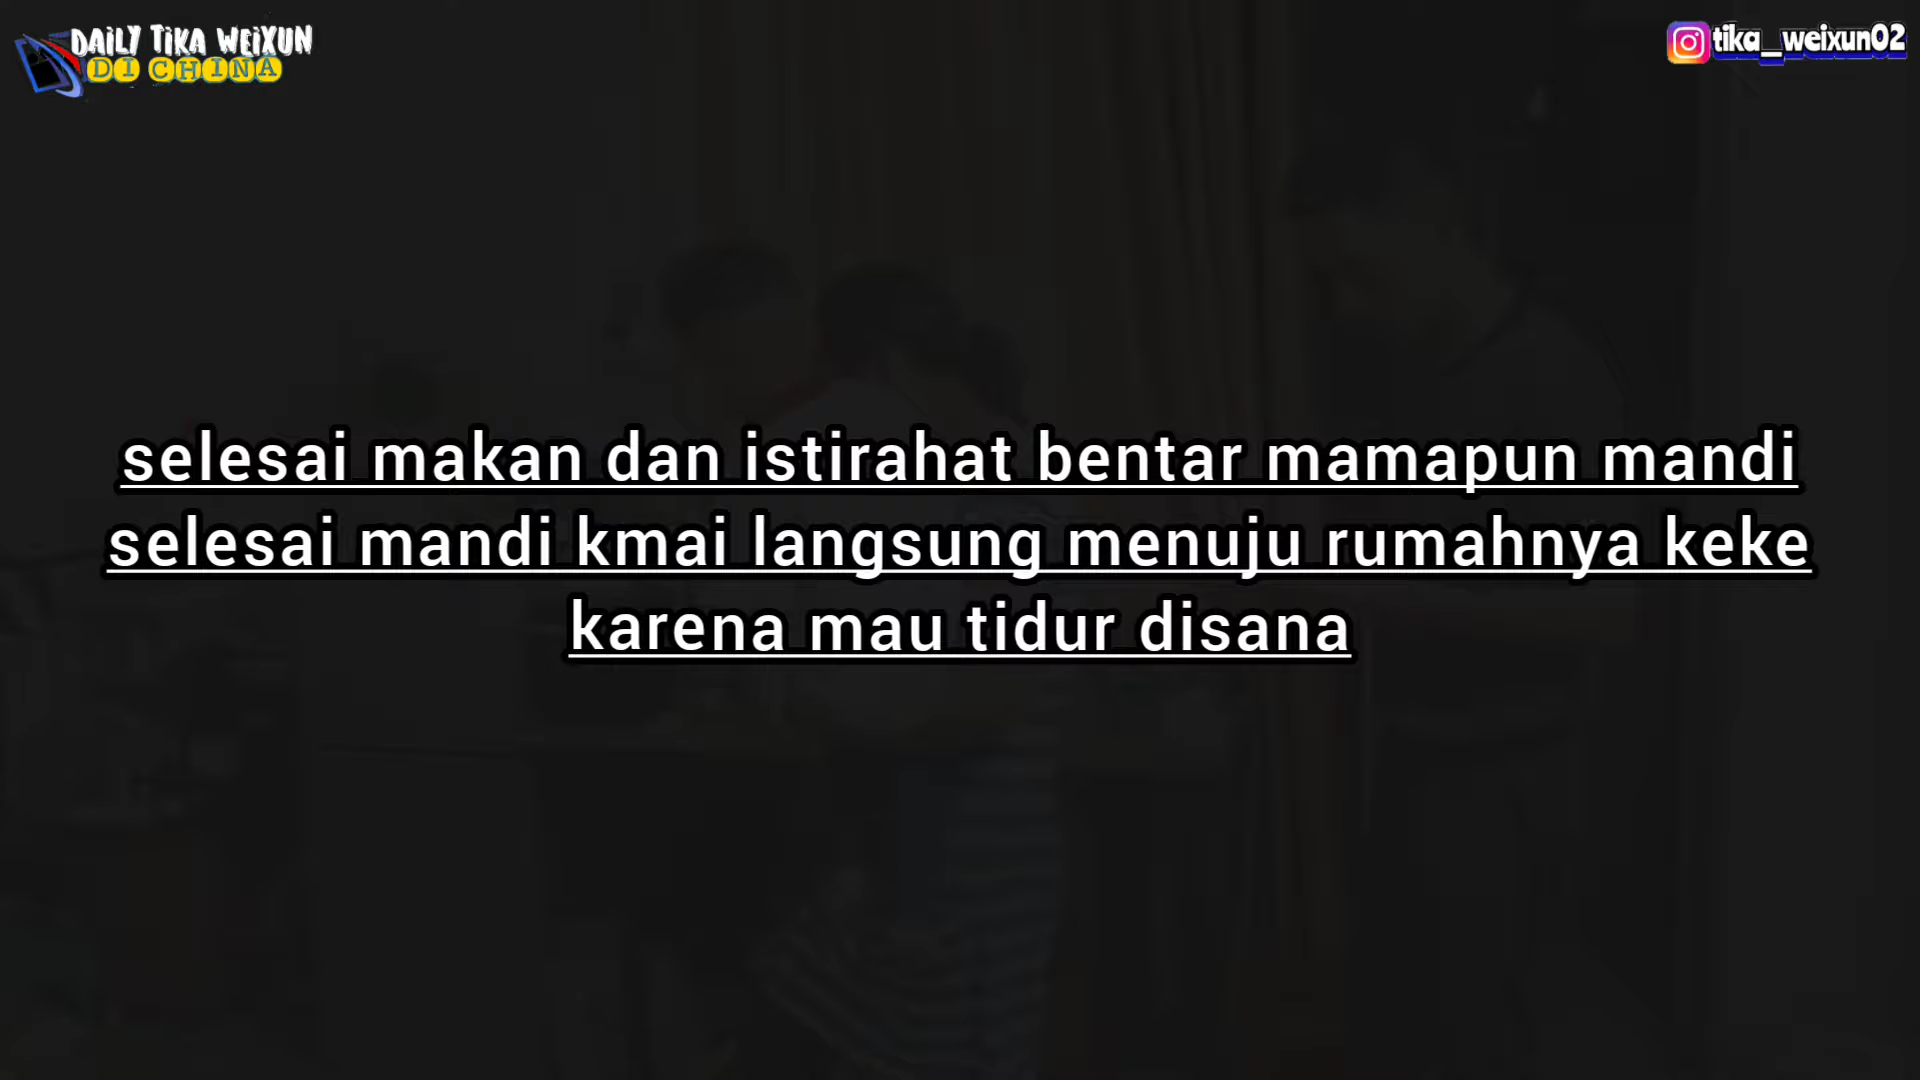 DAILY TIKA WEIXUN
DI CHINA
tika_weixun02
selesai makan dan istirahat bentar mamapun mandi
selesai mandi kmai langsung menuju rumahnya keke
karena mau tidur disana